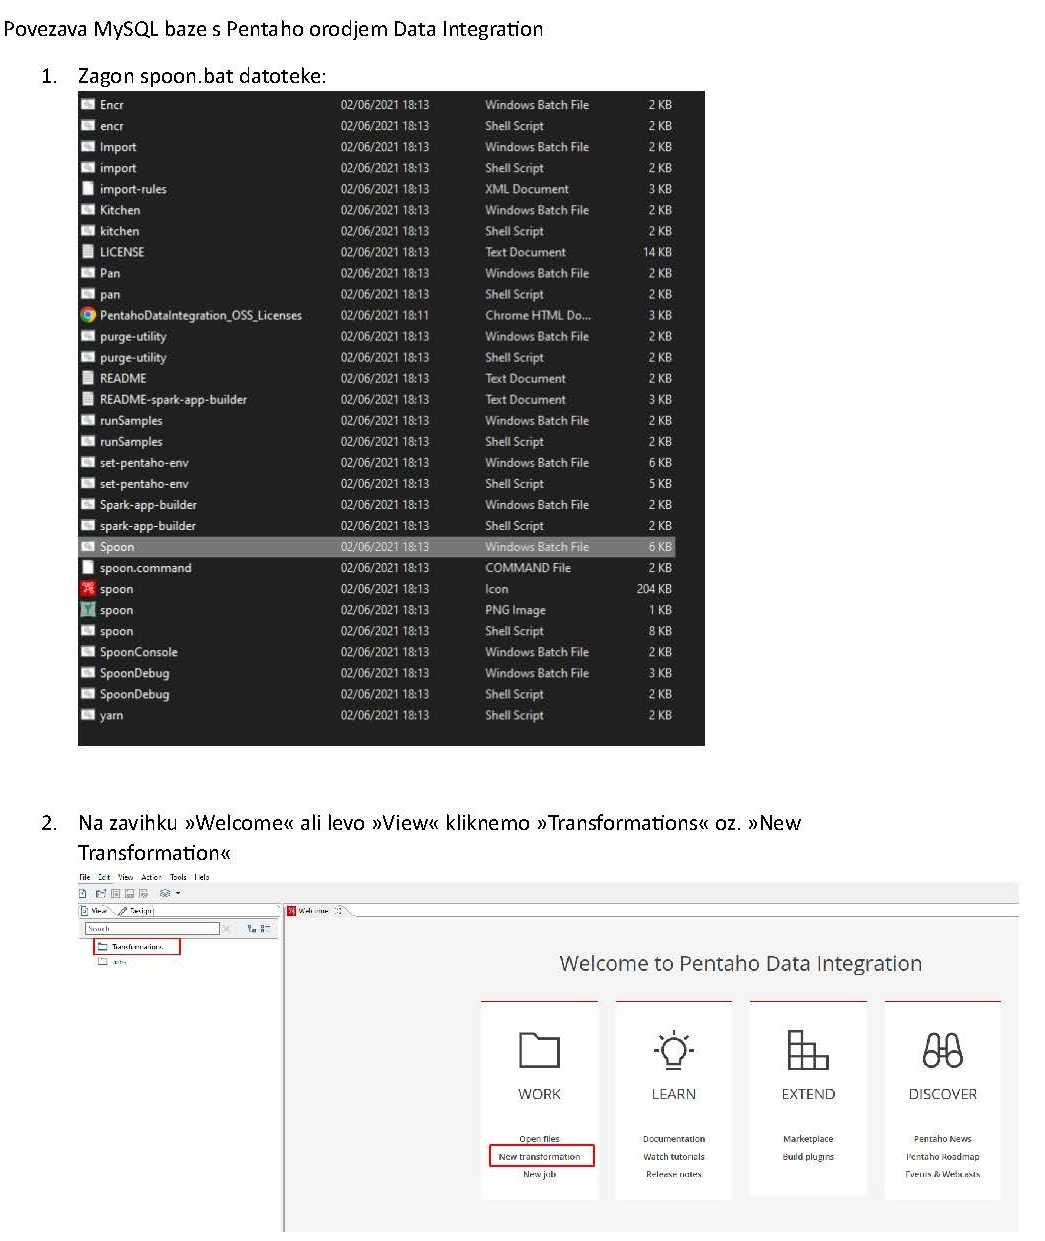 Povezava MySQL baze s Pentaho orodjem Data Integration
1. Zagon spoon.bat datoteke:
Encr 02/06/2021 18:13 Windows Batch File 2 KB
encr 02/06/2021 18:13 Shell Script 2 KB
Import 02/06/2021 18:13 Windows Batch File 2 KB
import 02/06/2021 18:13 Shell Script 2 KB
import-rules 02/06/2021 18:13 XML Document 3 KB
Kitchen 02/06/2021 18:13 Windows Batch File 2 KB
kitchen 02/06/2021 18:13 Shell Script 2 KB
LICENSE 02/06/2021 18:13 Text Document 14 KB
Pan 02/06/2021 18:13 Windows Batch File 2 KB
pan 02/06/2021 18:13 Shell Script 2 KB
PentahoDataIntegration_OSS_Licenses 02/06/2021 18:11 Chrome HTML Do... 3 KB
purge-utility 02/06/2021 18:13 Windows Batch File 2 KB
purge-utility 02/06/2021 18:13 Shell Script 2 KB
README 02/06/2021 18:13 Text Document 2 KB
README-spark-app-builder 02/06/2021 18:13 Text Document 3 KB
runSamples 02/06/2021 18:13 Windows Batch File 2 KB
runSamples 02/06/2021 18:13 Shell Script 2 KB
set-pentaho-env 02/06/2021 18:13 Windows Batch File 6 KB
set-pentaho-env 02/06/2021 18:13 Shell Script 5 KB
Spark-app-builder 02/06/2021 18:13 Windows Batch File 2 KB
spark-app-builder 02/06/2021 18:13 Shell Script 2 KB
Spoon 02/06/2021 18:13 Windows Batch File 6 KB
spoon.command 02/06/2021 18:13 COMMAND File 2 KB
spoon 02/06/2021 18:13 Icon 204 KB
spoon 02/06/2021 18:13 PNG Image 1 KB
spoon 02/06/2021 18:13 Shell Script 8 KB
SpoonConsole 02/06/2021 18:13 Windows Batch File 2 KB
SpoonDebug 02/06/2021 18:13 Windows Batch File 3 KB
SpoonDebug 02/06/2021 18:13 Shell Script 2 KB
yarn 02/06/2021 18:13 Shell Script 2 KB
2. Na zavihku »Welcome« ali levo »View« kliknemo »Transformations« oz. »New
Transformation«
File Edit View Action Tools Help
View Design Welcome
Search
Transformations
Jobs
Welcome to Pentaho Data Integration
WORK LEARN EXTEND DISCOVER
Open files Documentation Marketplace Pentaho News
New transformation Watch tutorials Build plugins Pentaho Roadmap
New job Release notes Events & Webcasts